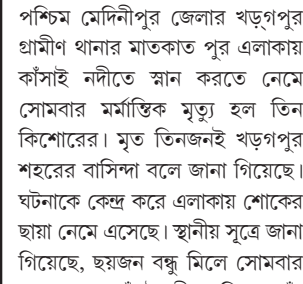 পশ্চিম মেদিনীপুর জেলার খড়্গপুর
গ্রামীণ থানার মাতকাত পুর এলাকায়
কাঁসাই নদীতে স্নান করতে নেমে
সোমবার মর্মান্তিক মৃত্যু হল তিন
কিশোরের। মৃত তিনজনই খড়্গপুর
শহরের বাসিন্দা বলে জানা গিয়েছে।
ঘটনাকে কেন্দ্র করে এলাকায় শোকের
ছায়া নেমে এসেছে। স্থানীয় সূত্রে জানা
গিয়েছে, ছয়জন বন্ধু মিলে সোমবার